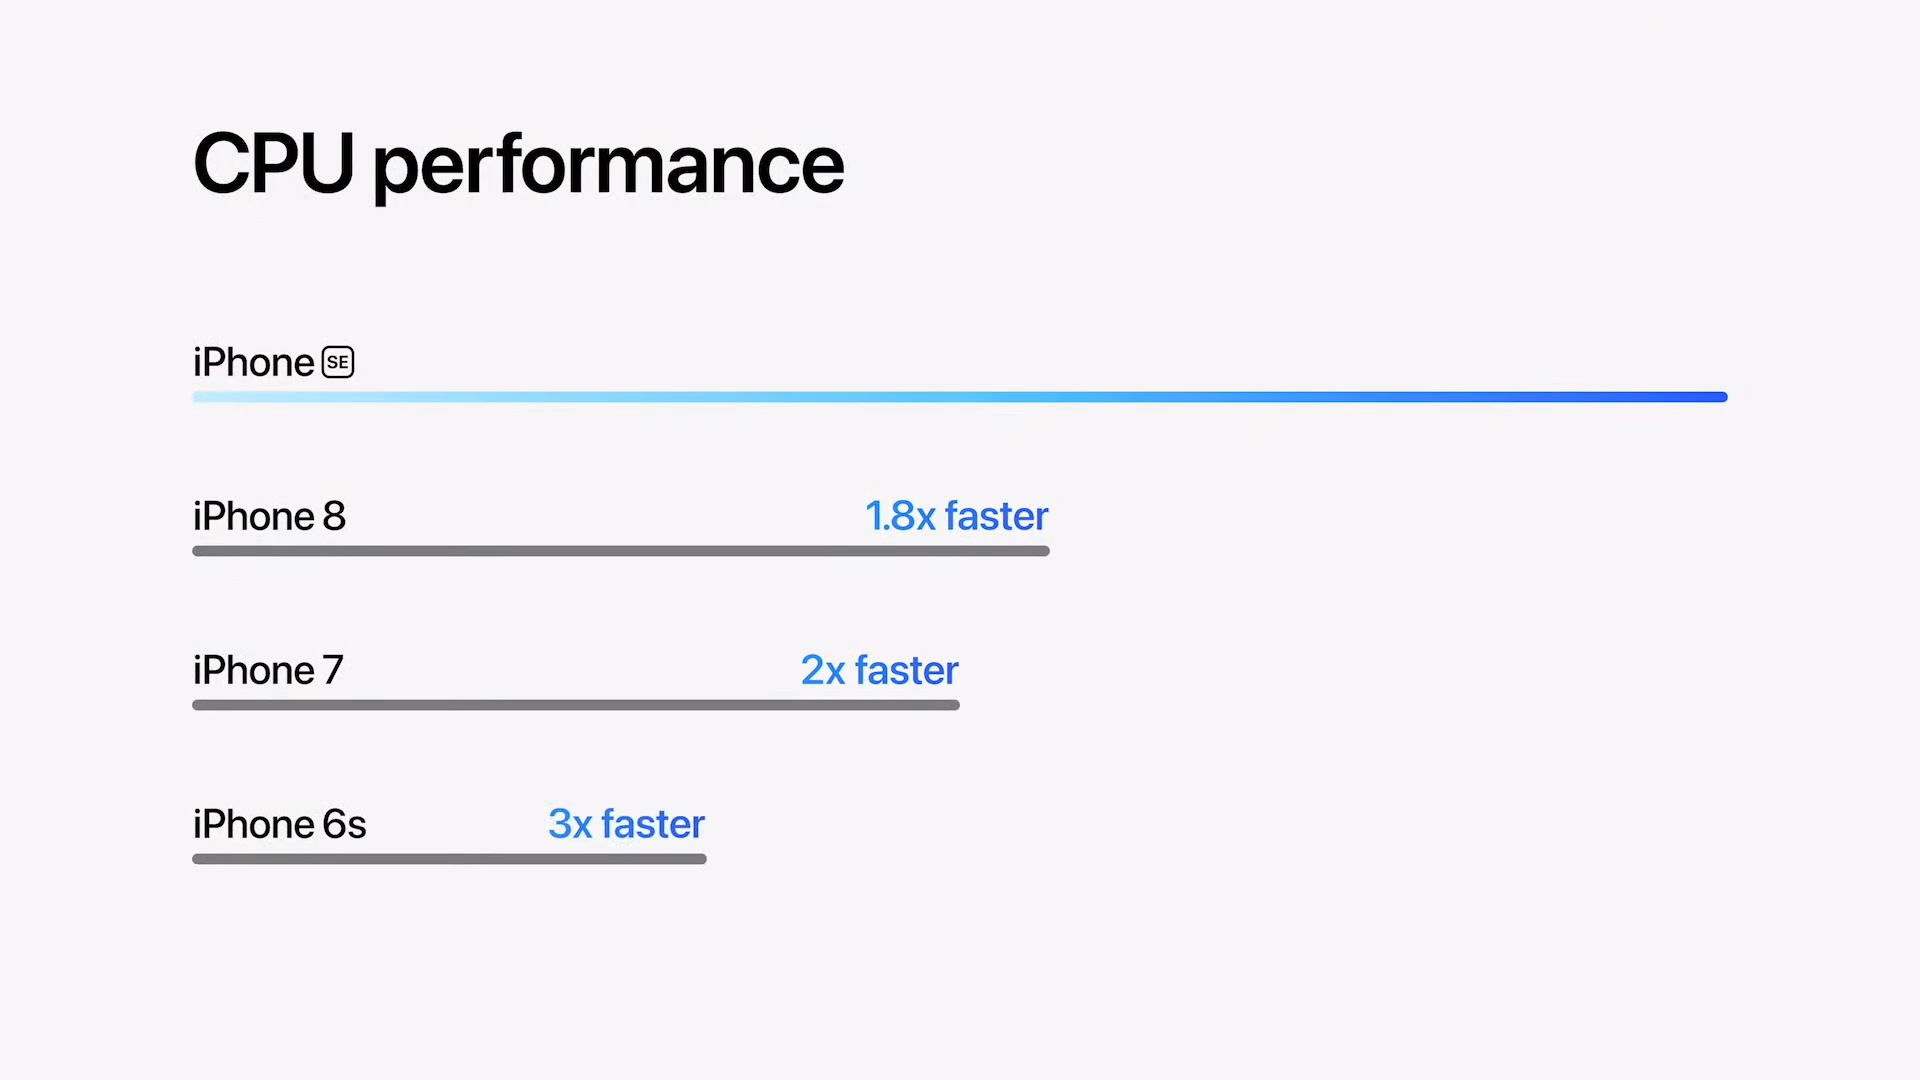 CPU performance
iPhone SE
iPhone 8 1.8x faster
iPhone 7 2x faster
iPhone 6s 3x faster